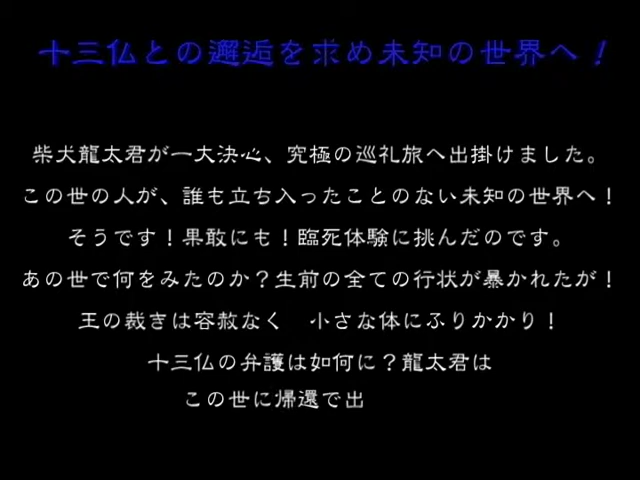 十三仏との邂逅を求め未知の世界へ！
柴犬龍太君が一大決心、究極の巡礼旅へ出掛けました。
この世の人が、誰も立ち入ったことのない未知の世界へ！
そうです！果敢にも！臨死体験に挑んだのです。
あの世で何をみたのか？生前の全ての行状が暴かれたが！
王の裁きは容赦なく　小さな体にふりかかり！
十三仏の弁護は如何に？龍太君は
この世に帰還で出